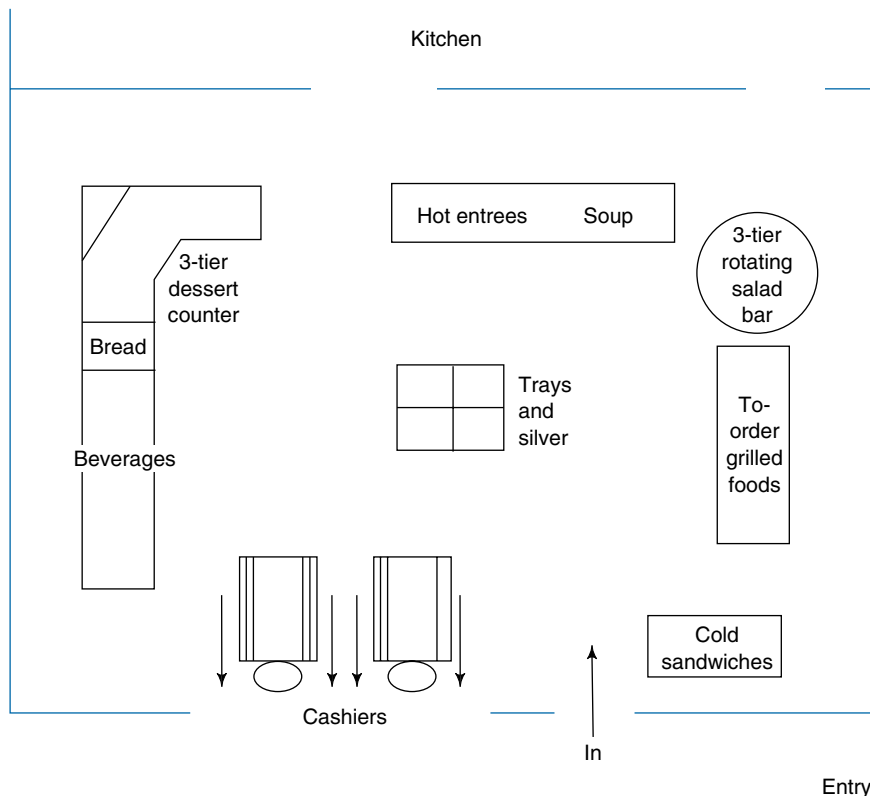 Kitchen
Hot entrees Soup
3-tier
rotating
salad
bar
3-tier
dessert
counter
Bread
Trays
and
silver
To-
order
grilled
foods
Beverages
Cold
sandwiches
Cashiers
In
Entry